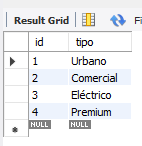 Result Grid Fi
id tipo
1 Urbano
2 Comercial
3 Eléctrico
4 Premium
NULL NULL